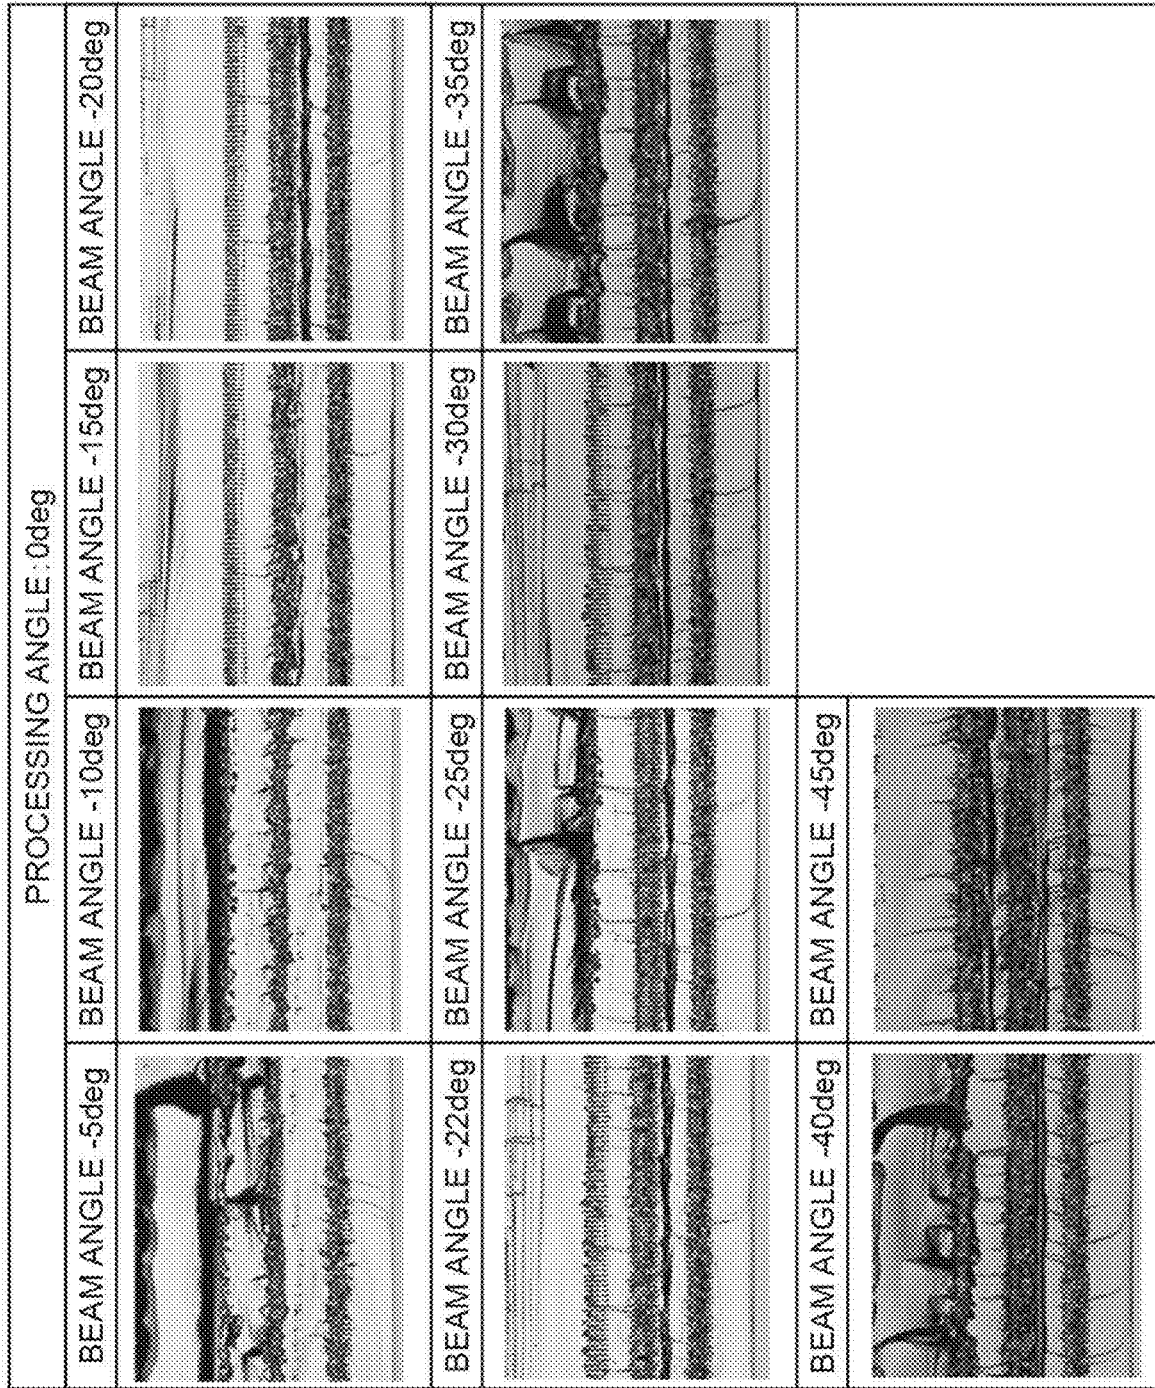 PROCESSING ANGLE : 0deg
BEAM ANGLE -5deg
BEAM ANGLE -10deg
BEAM ANGLE -15deg
BEAM ANGLE -20deg
BEAM ANGLE -22deg
BEAM ANGLE -25deg
BEAM ANGLE -30deg
BEAM ANGLE -35deg
BEAM ANGLE -40deg
BEAM ANGLE -45deg